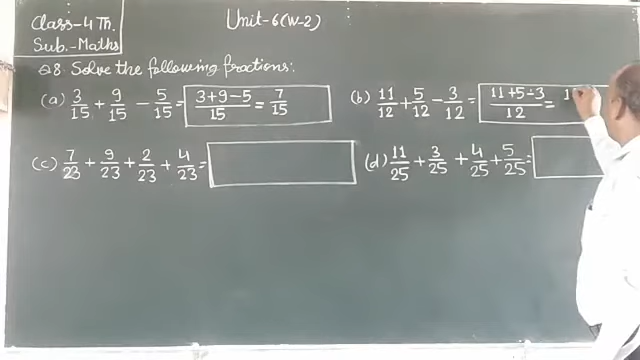 Class-4 Th.
Unit-6(W-2)
Sub.-Maths
Q8. Solve the following fractions:
(a) 3/15 + 9/15 - 5/15 = 3+9-5/15 = 7/15
(b) 11/12 + 5/12 - 3/12 = 11+5-3/12 = 1
(c) 7/23 + 9/23 + 2/23 + 4/23 =
(d) 11/25 + 3/25 + 4/25 + 5/25 =